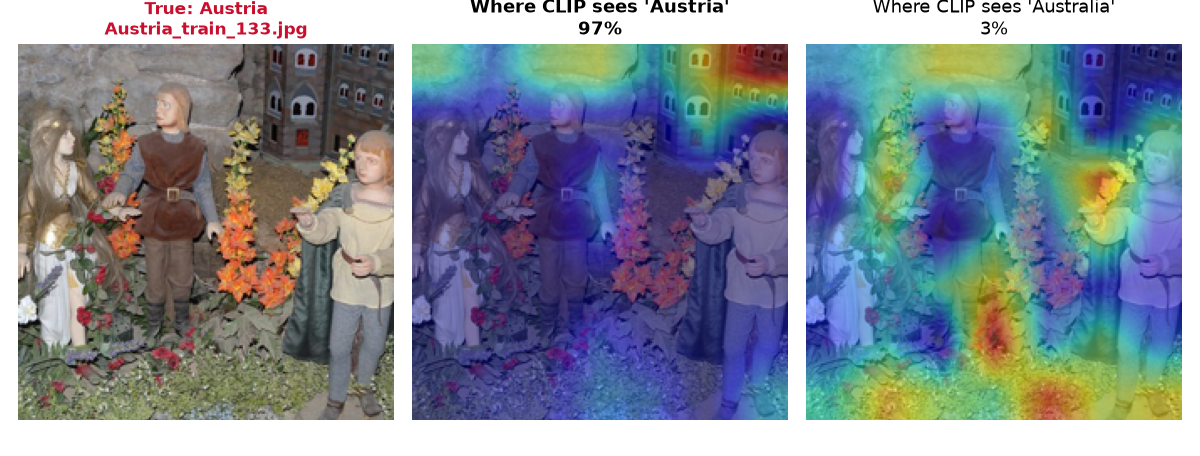 True: Austria
Austria_train_133.jpg
Where CLIP sees 'Austria'
97%
Where CLIP sees 'Australia'
3%